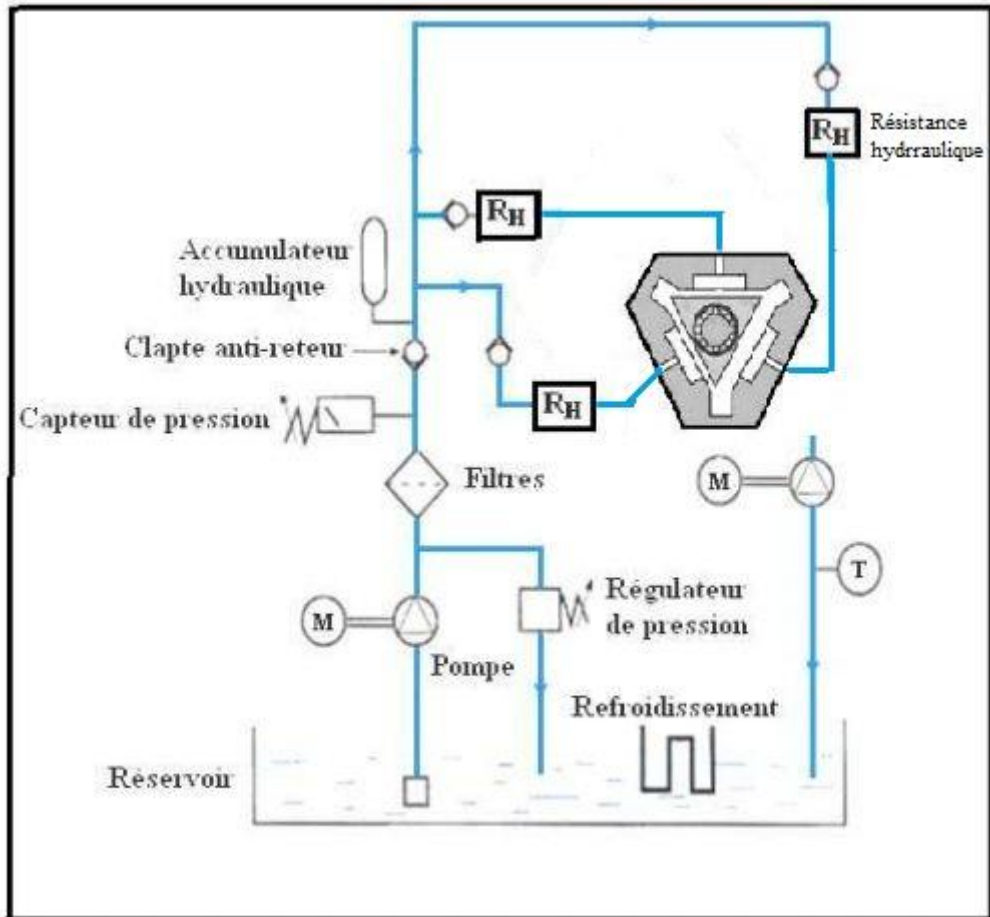 RH
Résistance
hydrraulique
RH
Accumulateur
hydraulique
Clapte anti-reteur
RH
Capteur de pression
Filtres
M
T
Régulateur
de pression
M
Pompe
Refroidissement
Réservoir